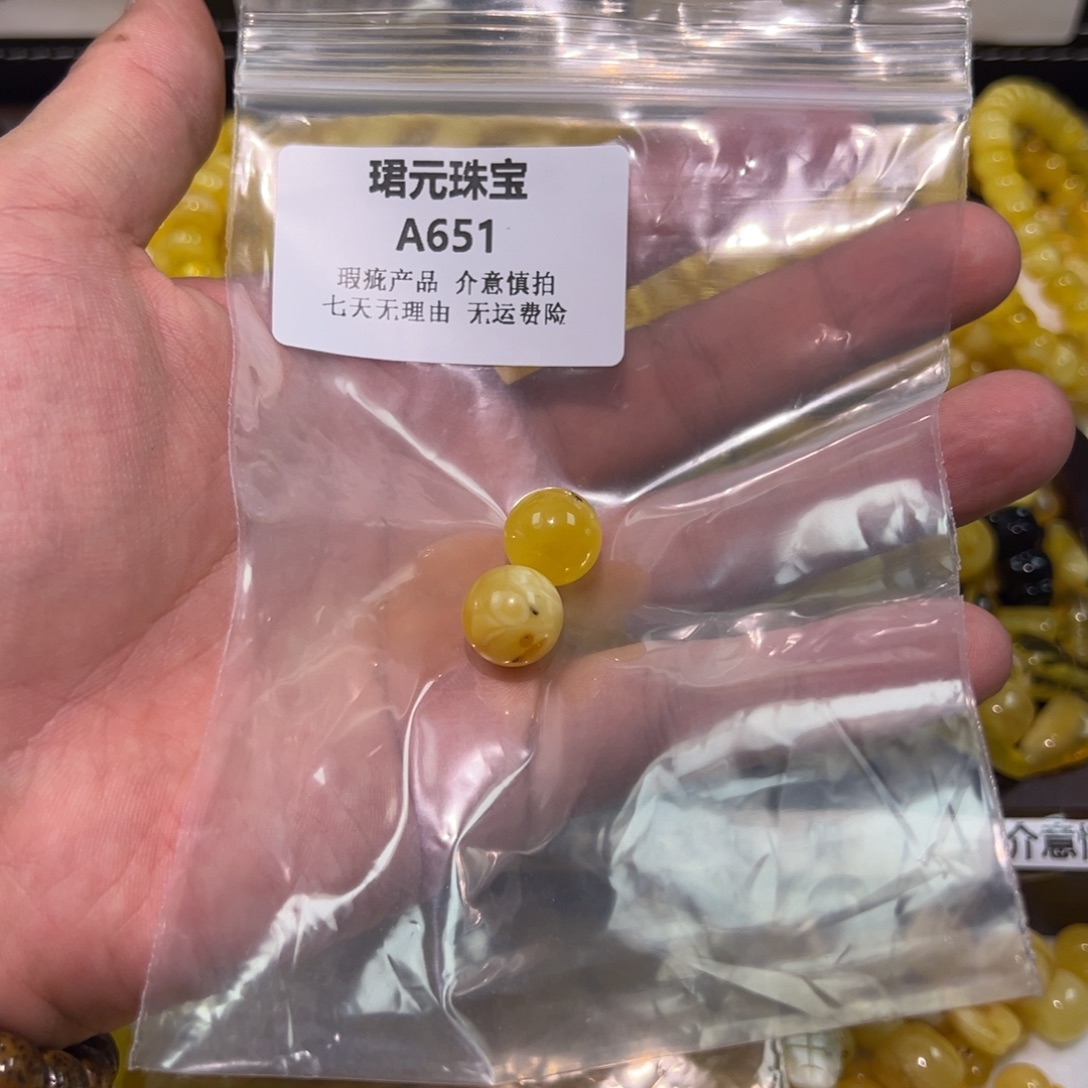 珺元珠宝
A651
瑕疵产品 介意慎拍
七天无理由 无运费险
介意